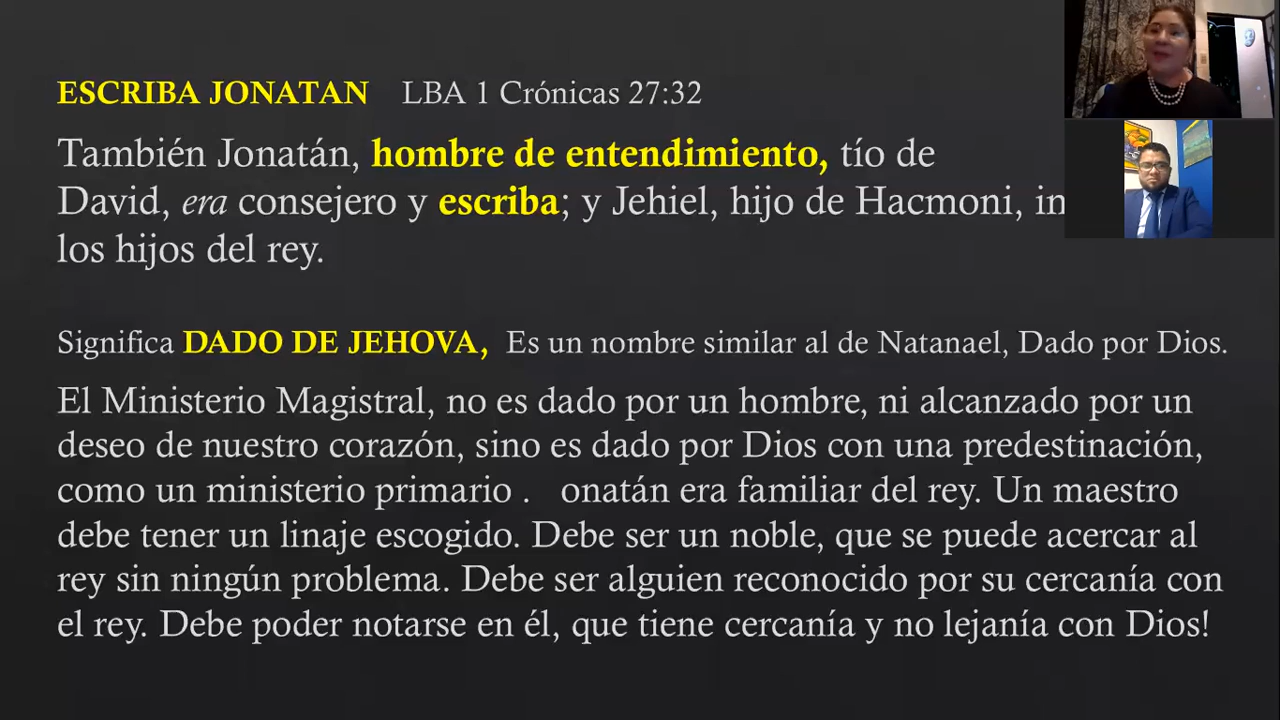 ESCRIBA JONATAN LBA 1 Crónicas 27:32
También Jonatán, hombre de entendimiento, tío de
David, era consejero y escriba; y Jehiel, hijo de Hacmoni, in
los hijos del rey.
Significa DADO DE JEHOVA, Es un nombre similar al de Natanael, Dado por Dios.
El Ministerio Magistral, no es dado por un hombre, ni alcanzado por un
deseo de nuestro corazón, sino es dado por Dios con una predestinación,
como un ministerio primario . onatán era familiar del rey. Un maestro
debe tener un linaje escogido. Debe ser un noble, que se puede acercar al
rey sin ningún problema. Debe ser alguien reconocido por su cercanía con
el rey. Debe poder notarse en él, que tiene cercanía y no lejanía con Dios!